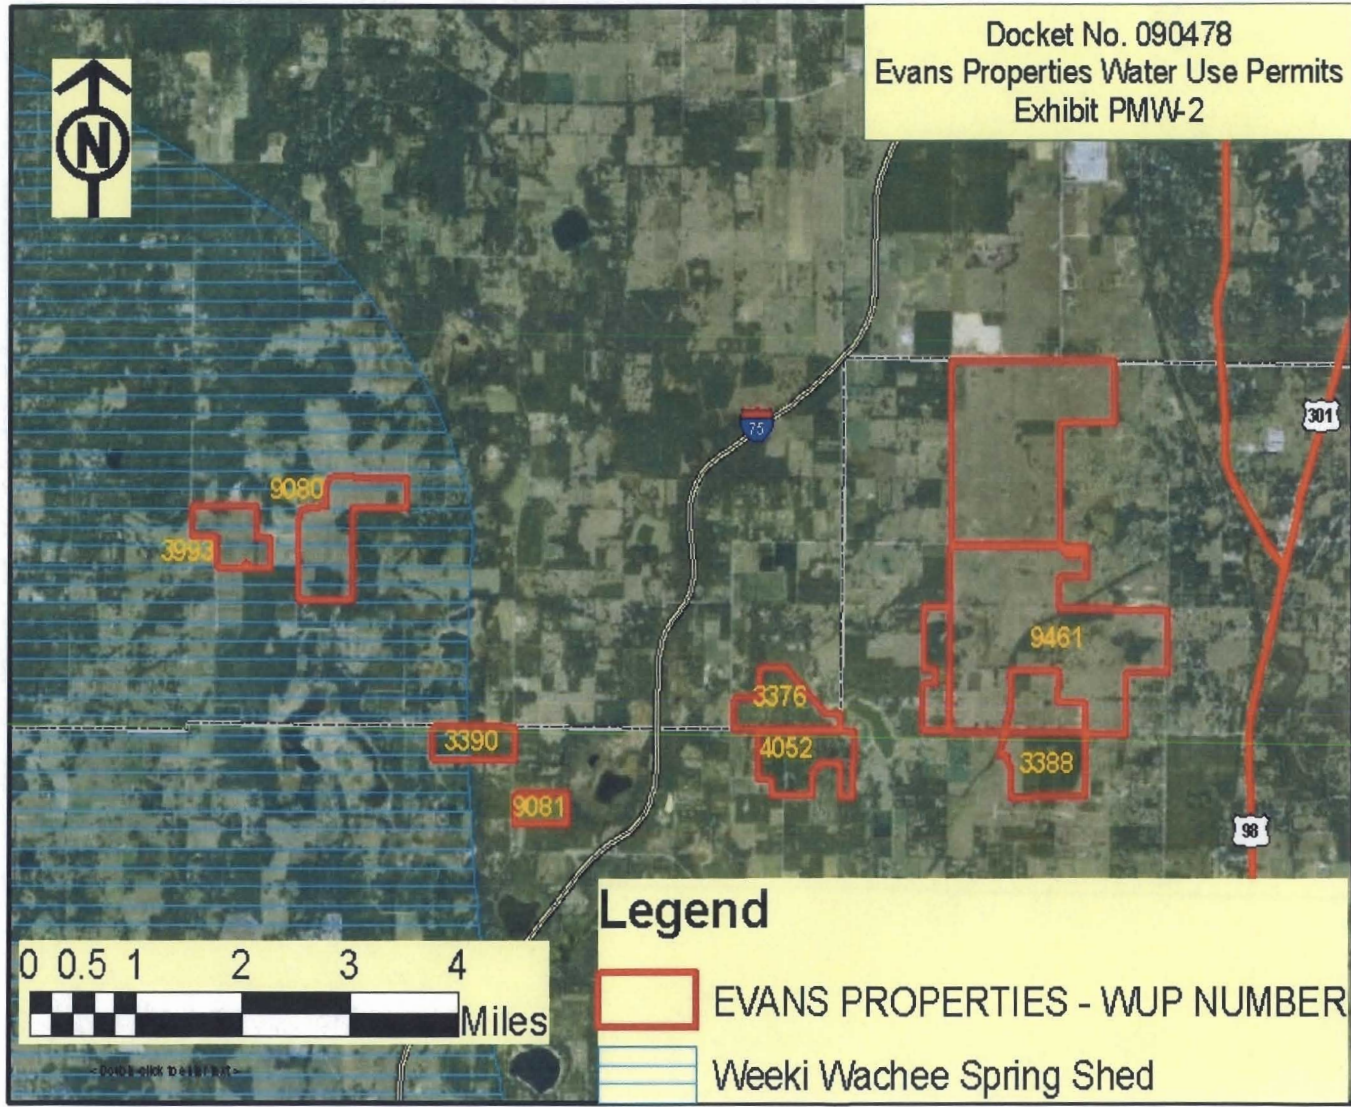 Docket No. 090478
Evans Properties Water Use Permits
Exhibit PMW-2
N
301
75
9080
3993
9461
3376
3390
4052
3388
9081
98
Legend
0 0.5 1 2 3 4
Miles
EVANS PROPERTIES - WUP NUMBER
Weeki Wachee Spring Shed